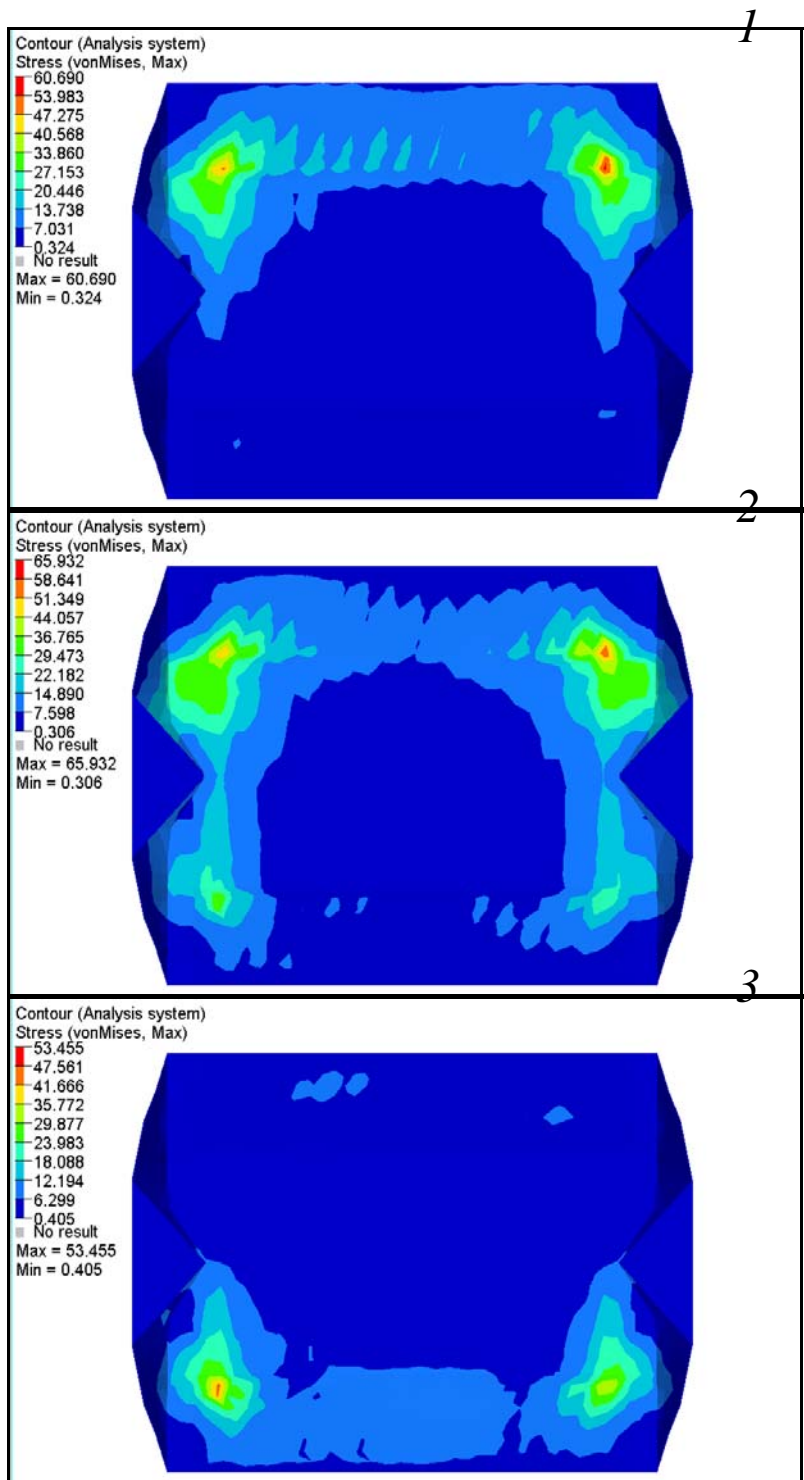 1
Contour (Analysis system)
Stress (vonMises, Max)
60.690
53.983
47.275
40.568
33.860
27.153
20.446
13.738
7.031
0.324
No result
Max = 60.690
Min = 0.324
2
Contour (Analysis system)
Stress (vonMises, Max)
65.932
58.641
51.349
44.057
36.765
29.473
22.182
14.890
7.598
0.306
No result
Max = 65.932
Min = 0.306
3
Contour (Analysis system)
Stress (vonMises, Max)
53.455
47.561
41.666
35.772
29.877
23.983
18.088
12.194
6.299
0.405
No result
Max = 53.455
Min = 0.405